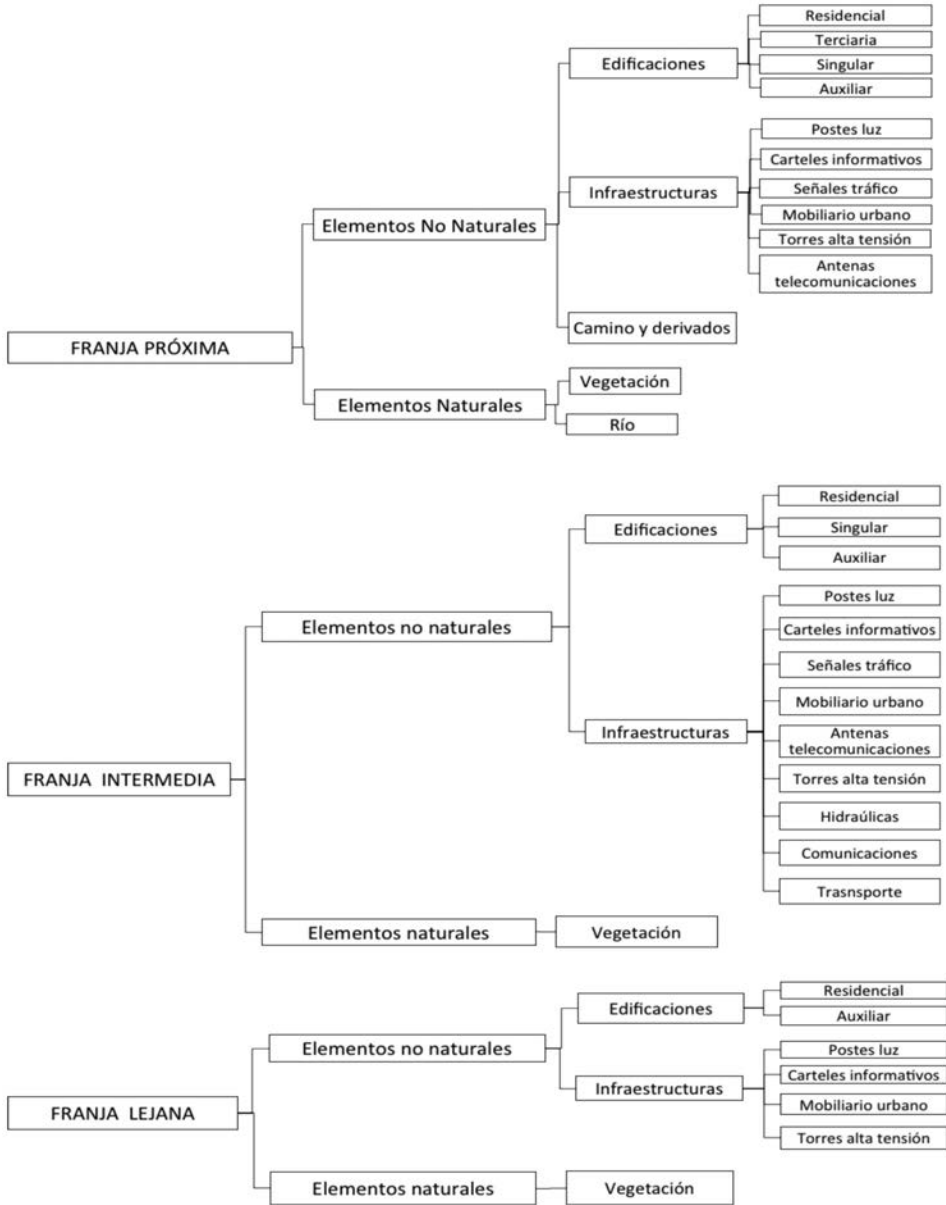 FRANJA PRÓXIMA
Elementos No Naturales
Edificaciones
Residencial
Terciaria
Singular
Auxiliar
Infraestructuras
Postes luz
Carteles informativos
Señales tráfico
Mobiliario urbano
Torres alta tensión
Antenas
telecomunicaciones
Camino y derivados
Elementos Naturales
Vegetación
Río
FRANJA INTERMEDIA
Elementos no naturales
Edificaciones
Residencial
Singular
Auxiliar
Infraestructuras
Postes luz
Carteles informativos
Señales tráfico
Mobiliario urbano
Antenas
telecomunicaciones
Torres alta tensión
Hidraúlicas
Comunicaciones
Trasnsporte
Elementos naturales
Vegetación
FRANJA LEJANA
Elementos no naturales
Edificaciones
Residencial
Auxiliar
Infraestructuras
Postes luz
Carteles informativos
Mobiliario urbano
Torres alta tensión
Elementos naturales
Vegetación